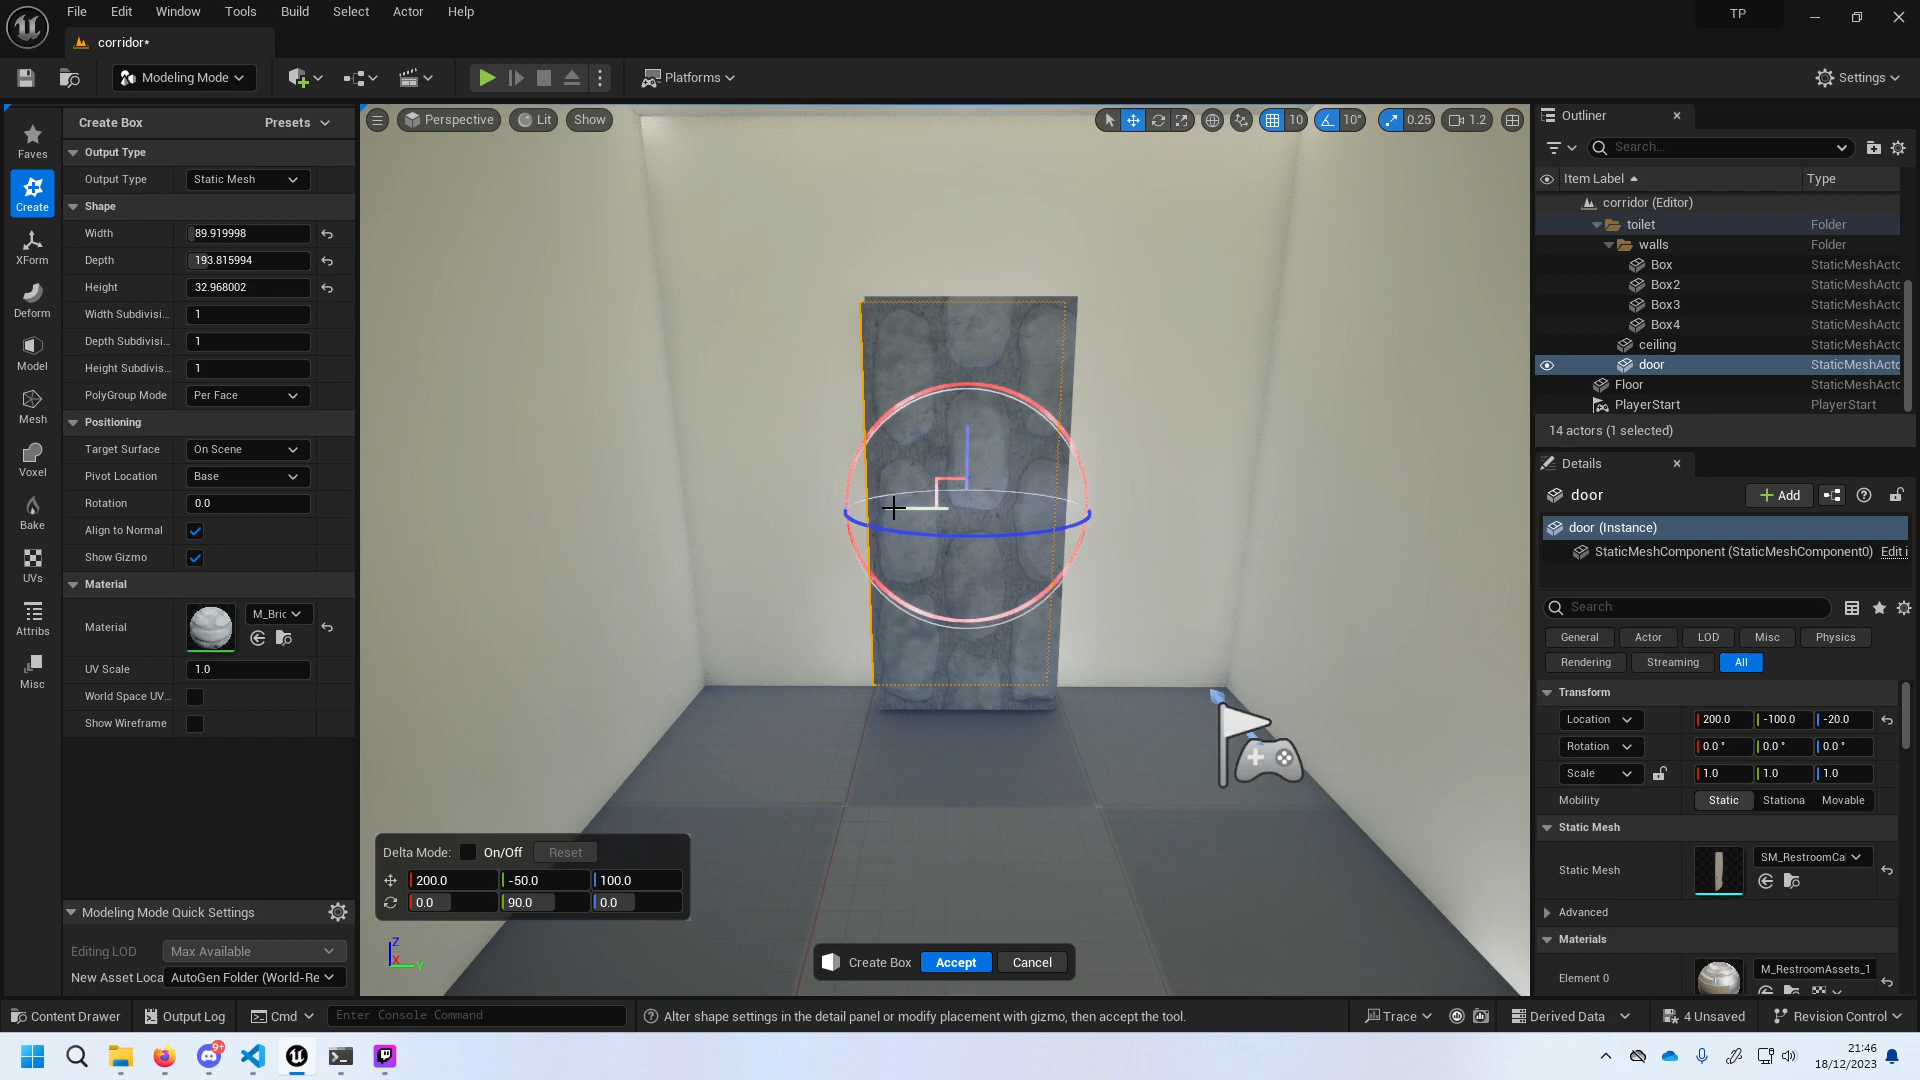 File Edit Window Tools Build Select Actor Help
TP
corridor*
Modeling Mode
Platforms
Settings
Create Box
Presets
Perspective
Lit
Show
10
10°
0.25
1.2
Outliner
Faves
Create
XForm
Deform
Model
Mesh
Voxel
Bake
UVs
Attribs
Misc
Output Type
Output Type
Static Mesh
Shape
Width
89.919998
Depth
193.815994
Height
32.968002
Width Subdivisi...
1
Depth Subdivisi...
1
Height Subdivis...
1
PolyGroup Mode
Per Face
Positioning
Target Surface
On Scene
Pivot Location
Base
Rotation
0.0
Align to Normal
Show Gizmo
Material
Material
M_Bric
UV Scale
1.0
World Space UV...
Show Wireframe
Modeling Mode Quick Settings
Editing LOD
Max Available
New Asset Loca
AutoGen Folder (World-Re
Delta Mode:
On/Off
Reset
200.0
-50.0
100.0
0.0
90.0
0.0
Z
X
Y
Create Box
Accept
Cancel
Search...
Item Label
Type
corridor (Editor)
toilet
Folder
walls
Folder
Box
StaticMeshActo
Box2
StaticMeshActo
Box3
StaticMeshActo
Box4
StaticMeshActo
ceiling
StaticMeshActo
door
StaticMeshActo
Floor
StaticMeshActo
PlayerStart
PlayerStart
14 actors (1 selected)
Details
door
Add
door (Instance)
StaticMeshComponent (StaticMeshComponent0)
Edit i
Search
General
Actor
LOD
Misc
Physics
Rendering
Streaming
All
Transform
Location
200.0
-100.0
-20.0
Rotation
0.0 °
0.0 °
0.0 °
Scale
1.0
1.0
1.0
Mobility
Static
Stationa
Movable
Static Mesh
Static Mesh
SM_RestroomCa
Advanced
Materials
Element 0
M_RestroomAssets_1
Content Drawer
Output Log
Cmd
Enter Console Command
Alter shape settings in the detail panel or modify placement with gizmo, then accept the tool.
Trace
Derived Data
4 Unsaved
Revision Control
9+
21:46
18/12/2023